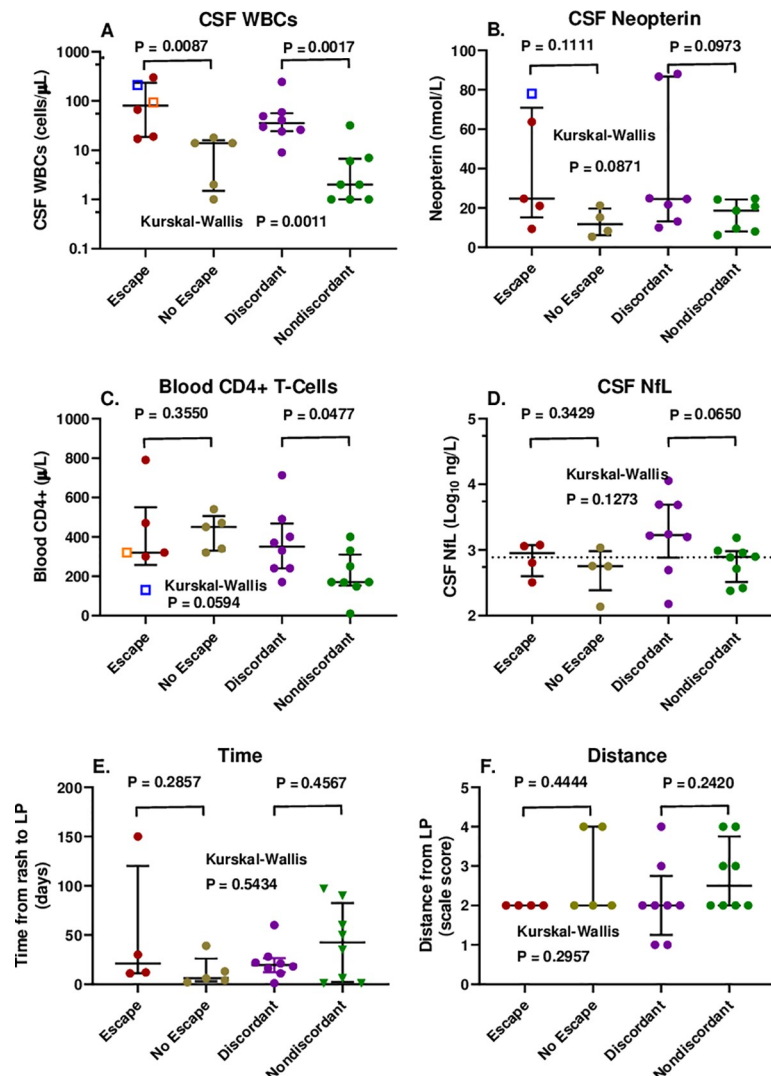 A
CSF WBCs
P = 0.0087
P = 0.0017
CSF WBCs (cells/µL)
1000
100
10
1
0.1
Kurskal-Wallis P = 0.0011
Escape
No Escape
Discordant
Nondiscordant
B.
CSF Neopterin
P = 0.1111
P = 0.0973
Neopterin (nmol/L)
100
80
60
40
20
0
Kurskal-Wallis
P = 0.0871
Escape
No Escape
Discordant
Nondiscordant
C.
Blood CD4+ T-Cells
P = 0.3550
P = 0.0477
Blood CD4+ (µ/L)
1000
800
600
400
200
0
Kurskal-Wallis
P = 0.0594
Escape
No Escape
Discordant
Nondiscordant
D.
CSF NfL
P = 0.3429
P = 0.0650
CSF NfL (Log10 ng/L)
5
4
3
2
Kurskal-Wallis
P = 0.1273
Escape
No Escape
Discordant
Nondiscordant
E.
Time
P = 0.2857
P = 0.4567
Time from rash to LP
(days)
200
150
100
50
0
Kurskal-Wallis
P = 0.5434
Escape
No Escape
Discordant
Nondiscordant
F.
Distance
P = 0.4444
P = 0.2420
Distance from LP
(scale score)
5
4
3
2
1
0
Kurskal-Wallis
P = 0.2957
Escape
No Escape
Discordant
Nondiscordant